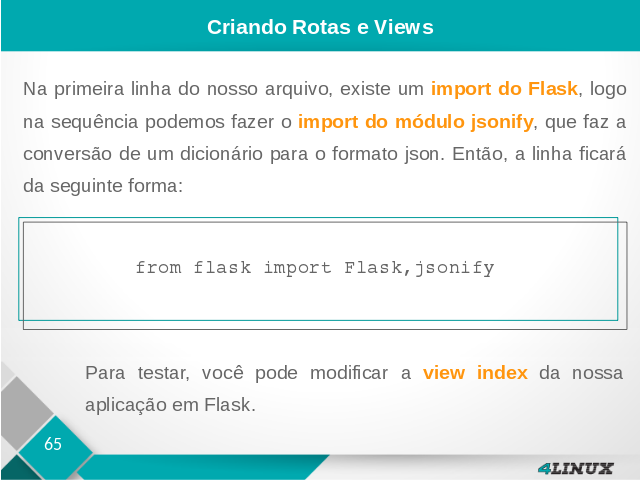 Criando Rotas e Views
Na primeira linha do nosso arquivo, existe um import do Flask, logo
na sequência podemos fazer o import do módulo jsonify, que faz a
conversão de um dicionário para o formato json. Então, a linha ficará
da seguinte forma:
from flask import Flask,jsonify
Para testar, você pode modificar a view index da nossa
aplicação em Flask.
65
4LINUX